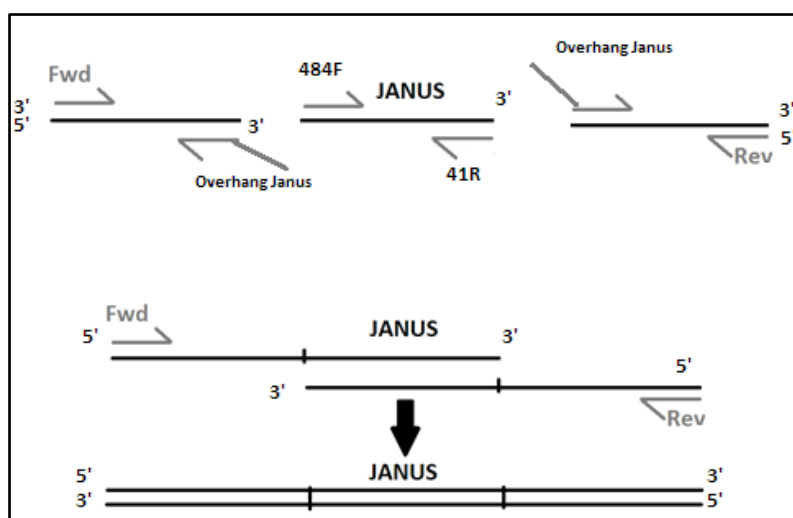 Fwd
3'
5'
3'
Overhang Janus
484F
JANUS
3'
41R
Overhang Janus
3'
5'
Rev
Fwd
5'
JANUS
3'
3'
5'
Rev
5'
JANUS
3'
3'
5'